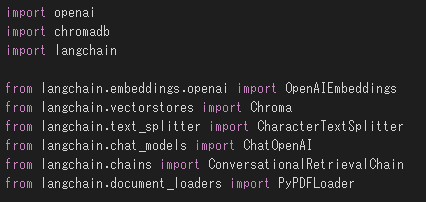 import openai
import chromadb
import langchain

from langchain.embeddings.openai import OpenAIEmbeddings
from langchain.vectorstores import Chroma
from langchain.text_splitter import CharacterTextSplitter
from langchain.chat_models import ChatOpenAI
from langchain.chains import ConversationalRetrievalChain
from langchain.document_loaders import PyPDFLoader